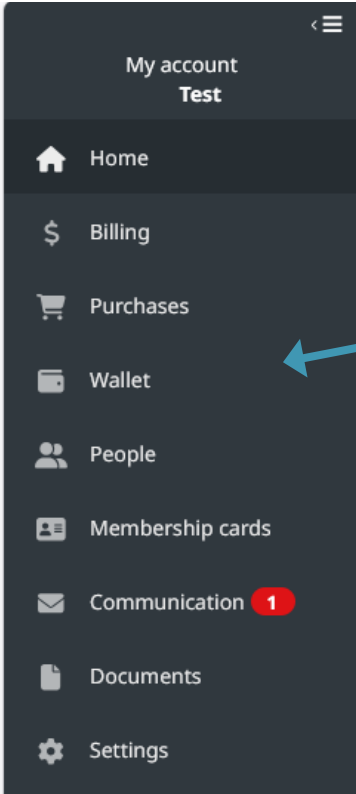 My account
Test
Home
Billing
Purchases
Wallet
People
Membership cards
Communication 1
Documents
Settings